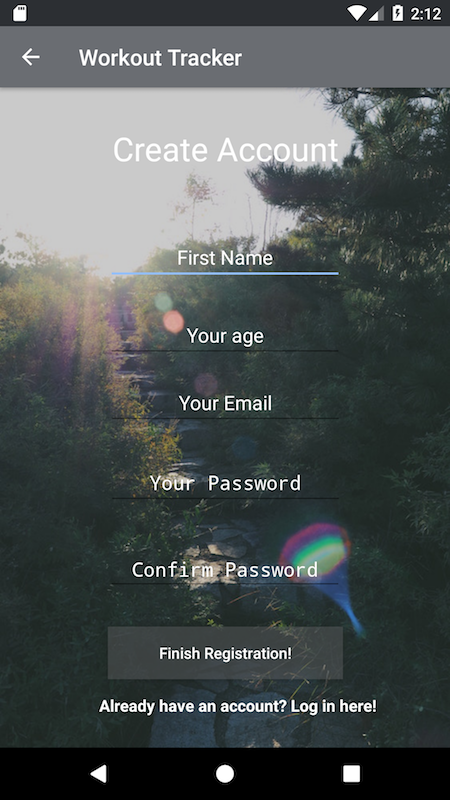 2:12
Workout Tracker
Create Account
First Name
Your age
Your Email
Your Password
Confirm Password
Finish Registration!
Already have an account? Log in here!